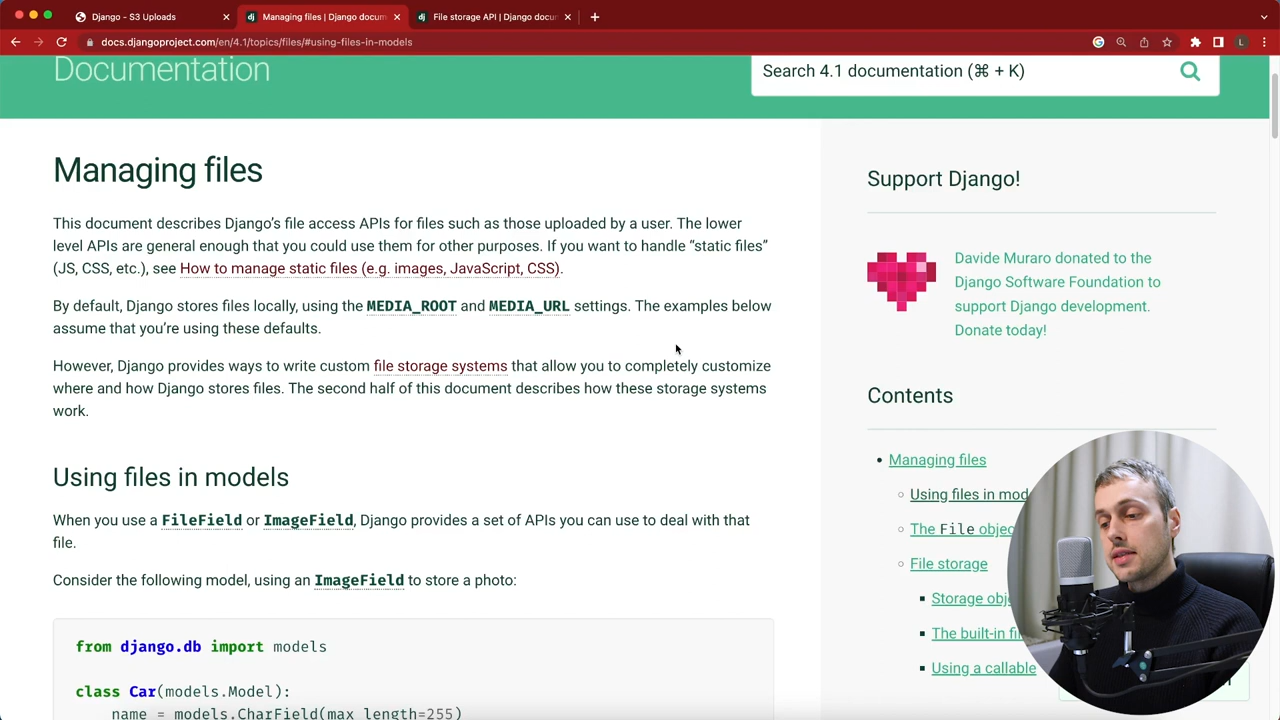 Django - S3 Uploads
Managing files | Django docum
File storage API | Django docur
docs.djangoproject.com/en/4.1/topics/files/#using-files-in-models
L
Documentation
Search 4.1 documentation (⌘ + K)
Managing files
This document describes Django's file access APIs for files such as those uploaded by a user. The lower
level APIs are general enough that you could use them for other purposes. If you want to handle “static files”
(JS, CSS, etc.), see How to manage static files (e.g. images, JavaScript, CSS).
By default, Django stores files locally, using the MEDIA_ROOT and MEDIA_URL settings. The examples below
assume that you're using these defaults.
However, Django provides ways to write custom file storage systems that allow you to completely customize
where and how Django stores files. The second half of this document describes how these storage systems
work.
Using files in models
When you use a FileField or ImageField, Django provides a set of APIs you can use to deal with that
file.
Consider the following model, using an ImageField to store a photo:
from django.db import models
class Car(models.Model):
name = models.CharField(max_length=255)
Support Django!
Davide Muraro donated to the
Django Software Foundation to
support Django development.
Donate today!
Contents
Managing files
Using files in mod
The File objec
File storage
Storage obj
The built-in fi
Using a callable